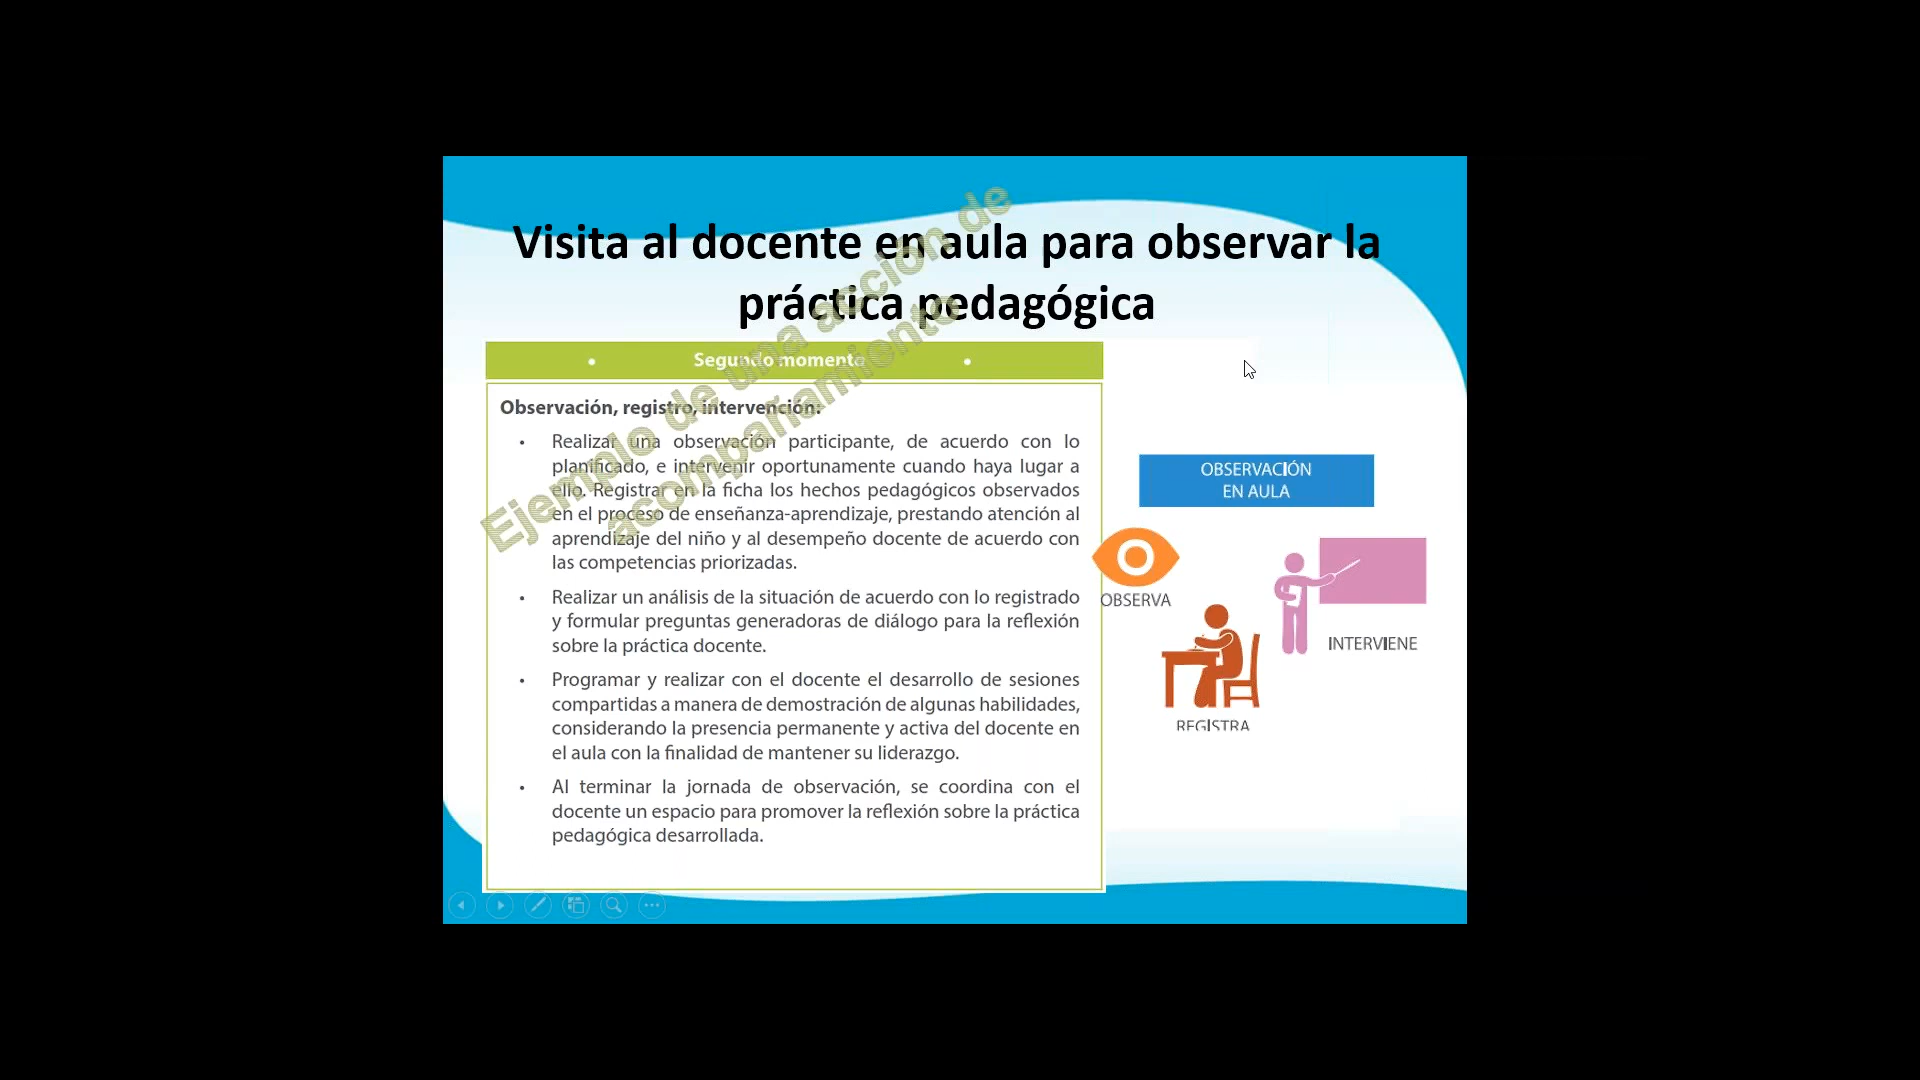 Visita al docente en aula para observar la
práctica pedagógica
Ejemplo de una acción de
acompañamiento
• Segundo momento •
Observación, registro, intervención:
• Realizar una observación participante, de acuerdo con lo
planificado, e intervenir oportunamente cuando haya lugar a
ello. Registrar en la ficha los hechos pedagógicos observados
en el proceso de enseñanza-aprendizaje, prestando atención al
aprendizaje del niño y al desempeño docente de acuerdo con
las competencias priorizadas.
• Realizar un análisis de la situación de acuerdo con lo registrado
y formular preguntas generadoras de diálogo para la reflexión
sobre la práctica docente.
• Programar y realizar con el docente el desarrollo de sesiones
compartidas a manera de demostración de algunas habilidades,
considerando la presencia permanente y activa del docente en
el aula con la finalidad de mantener su liderazgo.
• Al terminar la jornada de observación, se coordina con el
docente un espacio para promover la reflexión sobre la práctica
pedagógica desarrollada.
OBSERVACIÓN
EN AULA
OBSERVA
INTERVIENE
REGISTRA